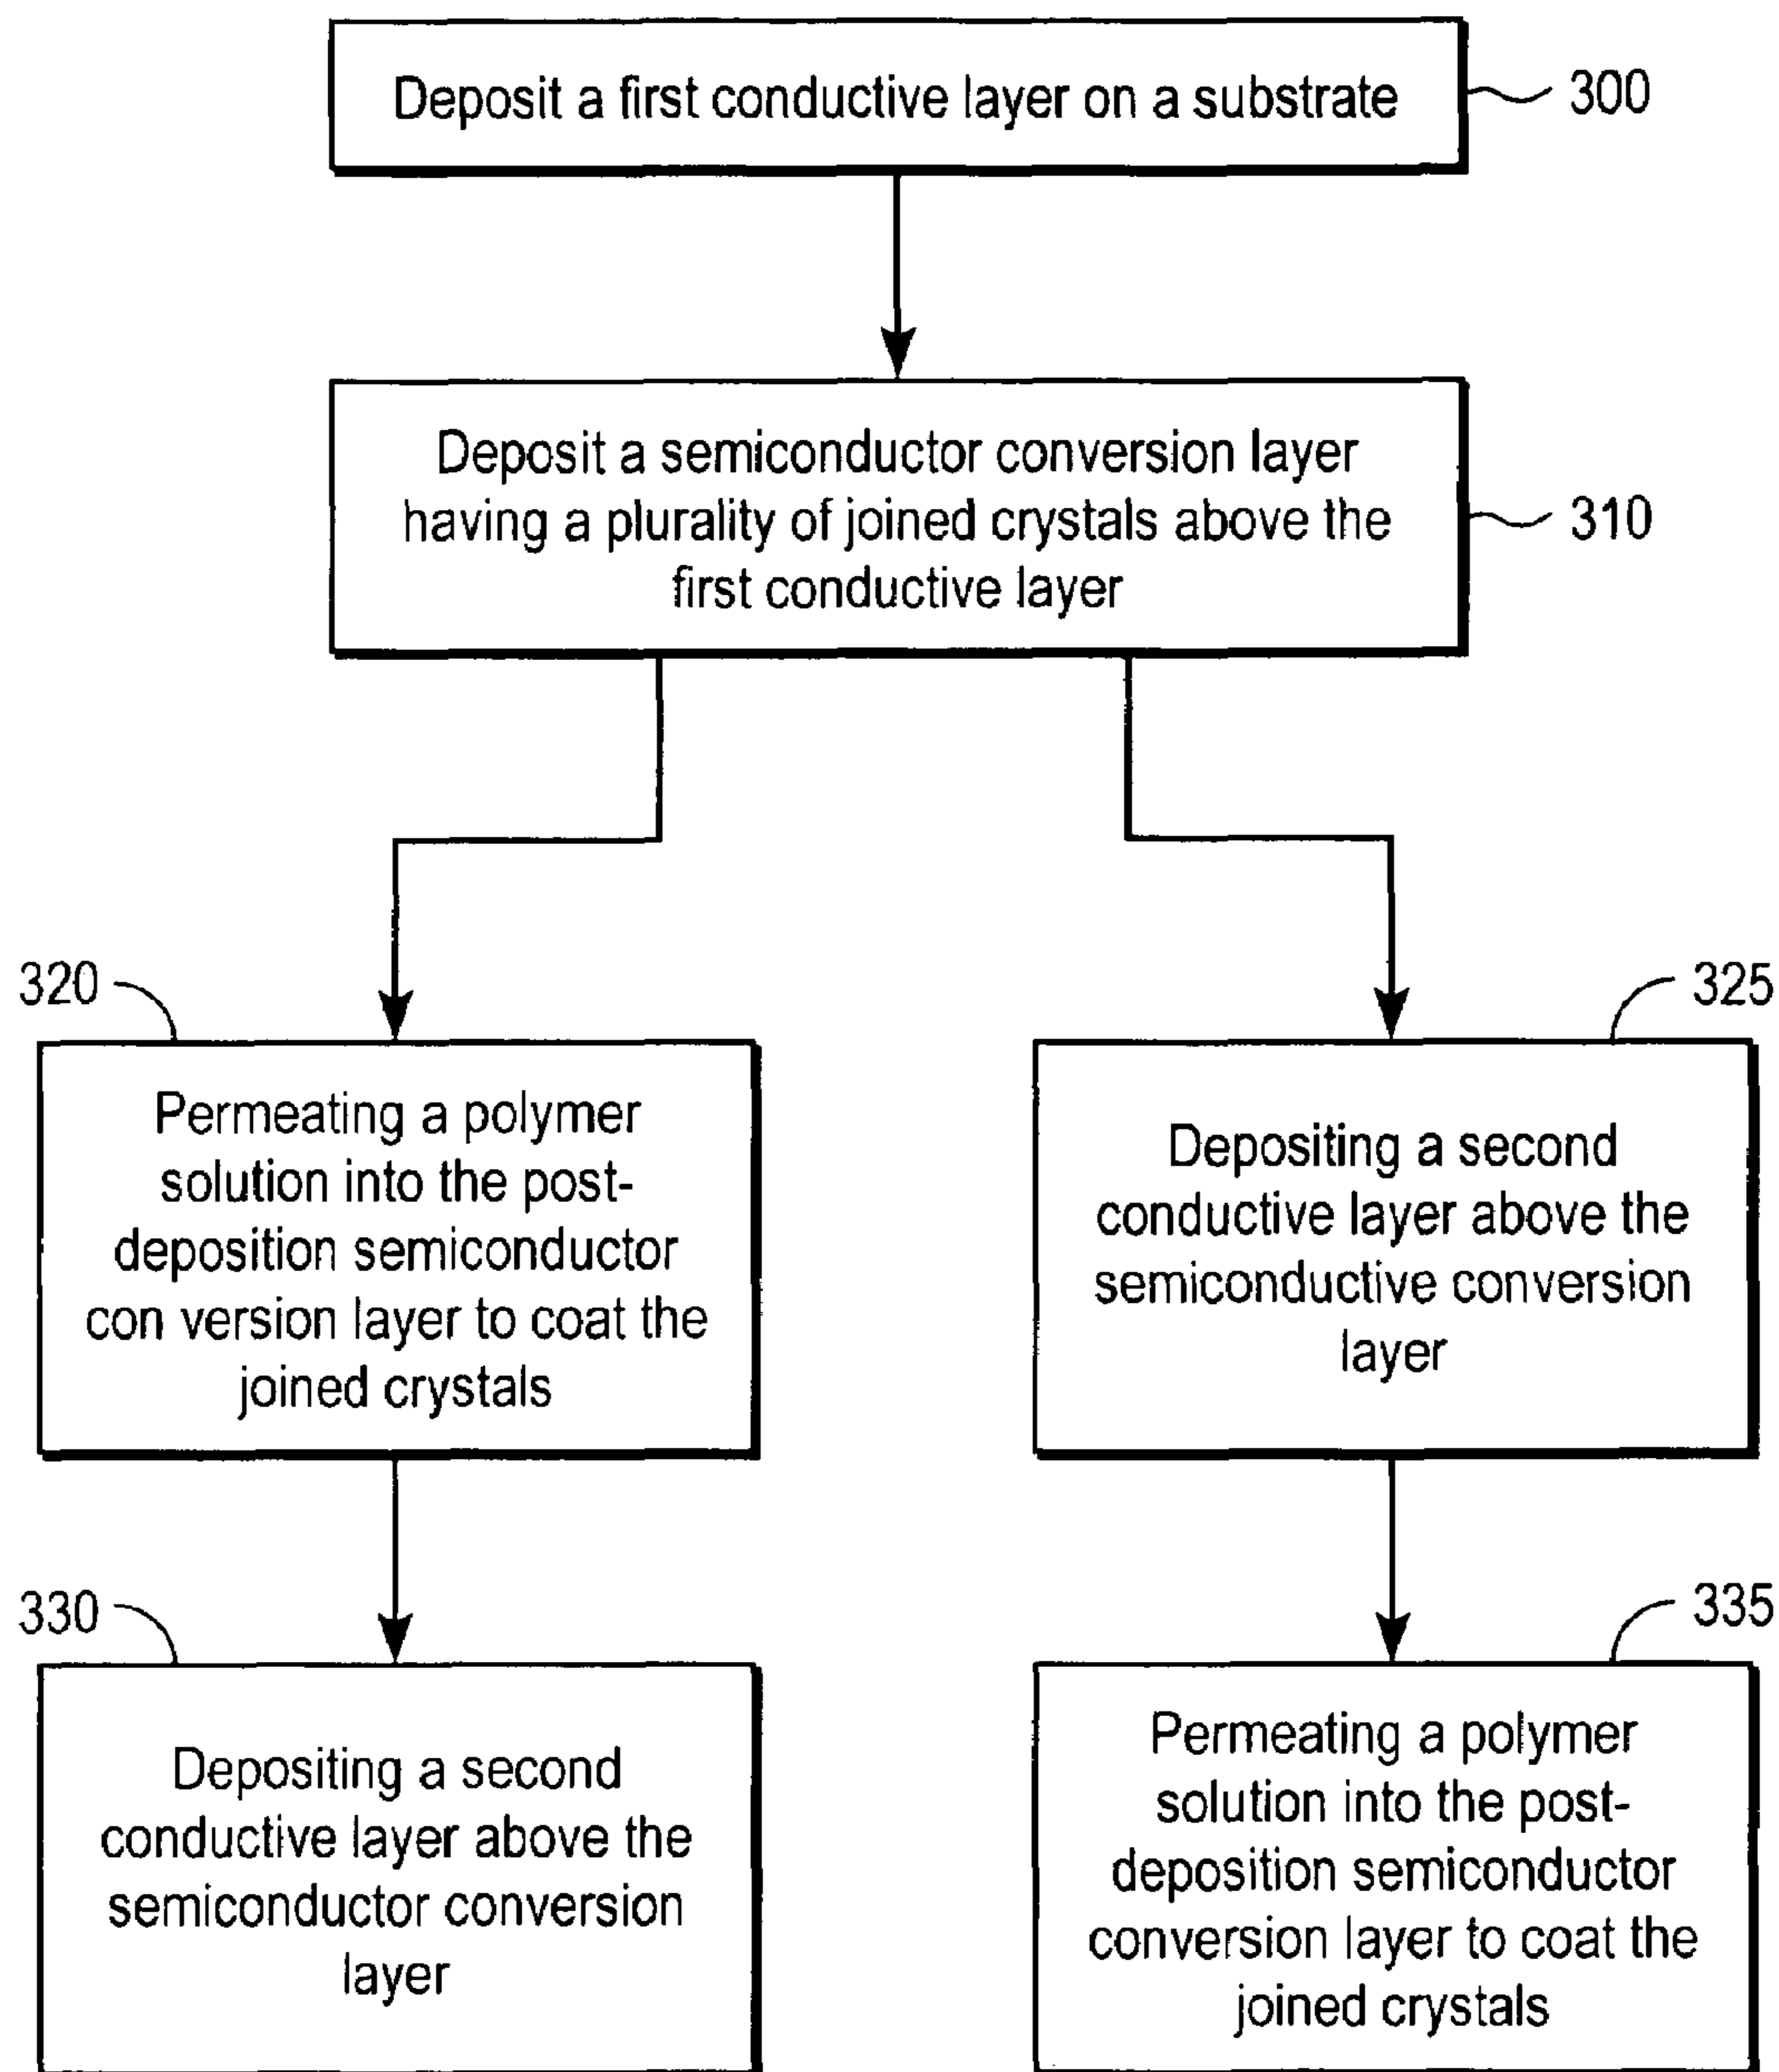 Deposit a first conductive layer on a substrate
300
Deposit a semiconductor conversion layer
having a plurality of joined crystals above the
first conductive layer
310
320
Permeating a polymer
solution into the post-
deposition semiconductor
con version layer to coat the
joined crystals
325
Depositing a second
conductive layer above the
semiconductive conversion
layer
330
Depositing a second
conductive layer above the
semiconductor conversion
layer
335
Permeating a polymer
solution into the post-
deposition semiconductor
conversion layer to coat the
joined crystals